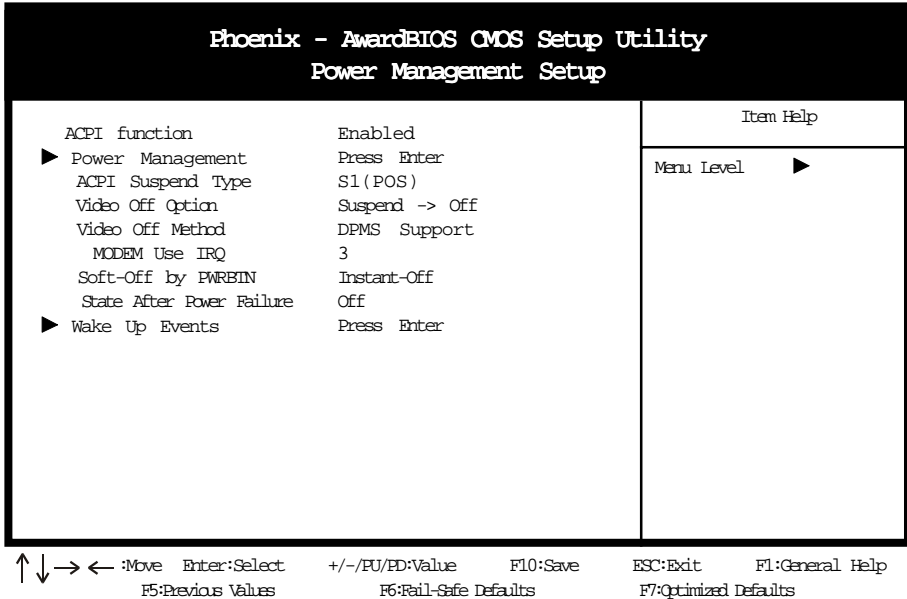 Phoenix - AwardBIOS CMOS Setup Utility
Power Management Setup
ACPI function Enabled
▶ Power Management Press Enter
ACPI Suspend Type S1(POS)
Video Off Option Suspend -> Off
Video Off Method DPMS Support
MODEM Use IRQ 3
Soft-Off by PWRBTN Instant-Off
State After Power Failure Off
▶ Wake Up Events Press Enter
Item Help
Menu Level ▶
↑↓→← :Move Enter:Select +/-/PU/PD:Value F10:Save ESC:Exit F1:General Help
F5:Previous Values F6:Fail-Safe Defaults F7:Optimized Defaults